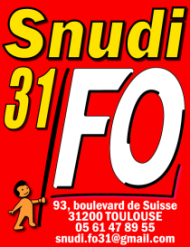 Snudi
31 FO
93, boulevard de Suisse
31200 TOULOUSE
05 61 47 89 55
snudi.fo31@gmail.com